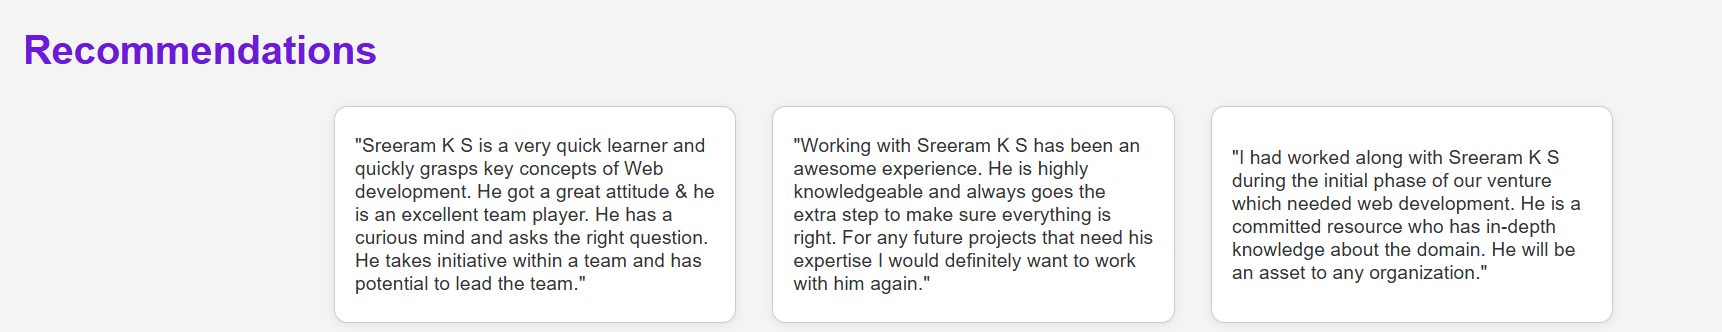 Recommendations
"Sreeram K S is a very quick learner and
quickly grasps key concepts of Web
development. He got a great attitude & he
is an excellent team player. He has a
curious mind and asks the right question.
He takes initiative within a team and has
potential to lead the team."
"Working with Sreeram K S has been an
awesome experience. He is highly
knowledgeable and always goes the
extra step to make sure everything is
right. For any future projects that need his
expertise I would definitely want to work
with him again."
"I had worked along with Sreeram K S
during the initial phase of our venture
which needed web development. He is a
committed resource who has in-depth
knowledge about the domain. He will be
an asset to any organization."